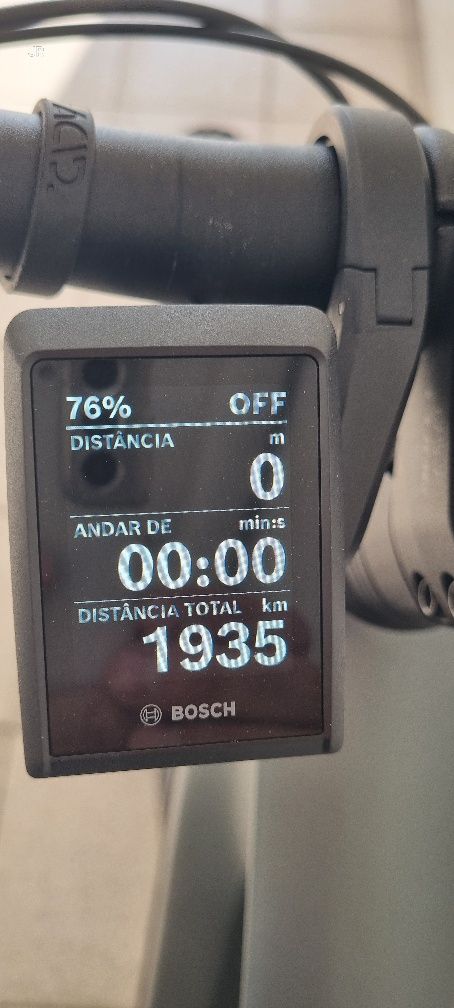 76% OFF
DISTÂNCIA m
0
ANDAR DE min:s
00:00
DISTÂNCIA TOTAL km
1935
BOSCH